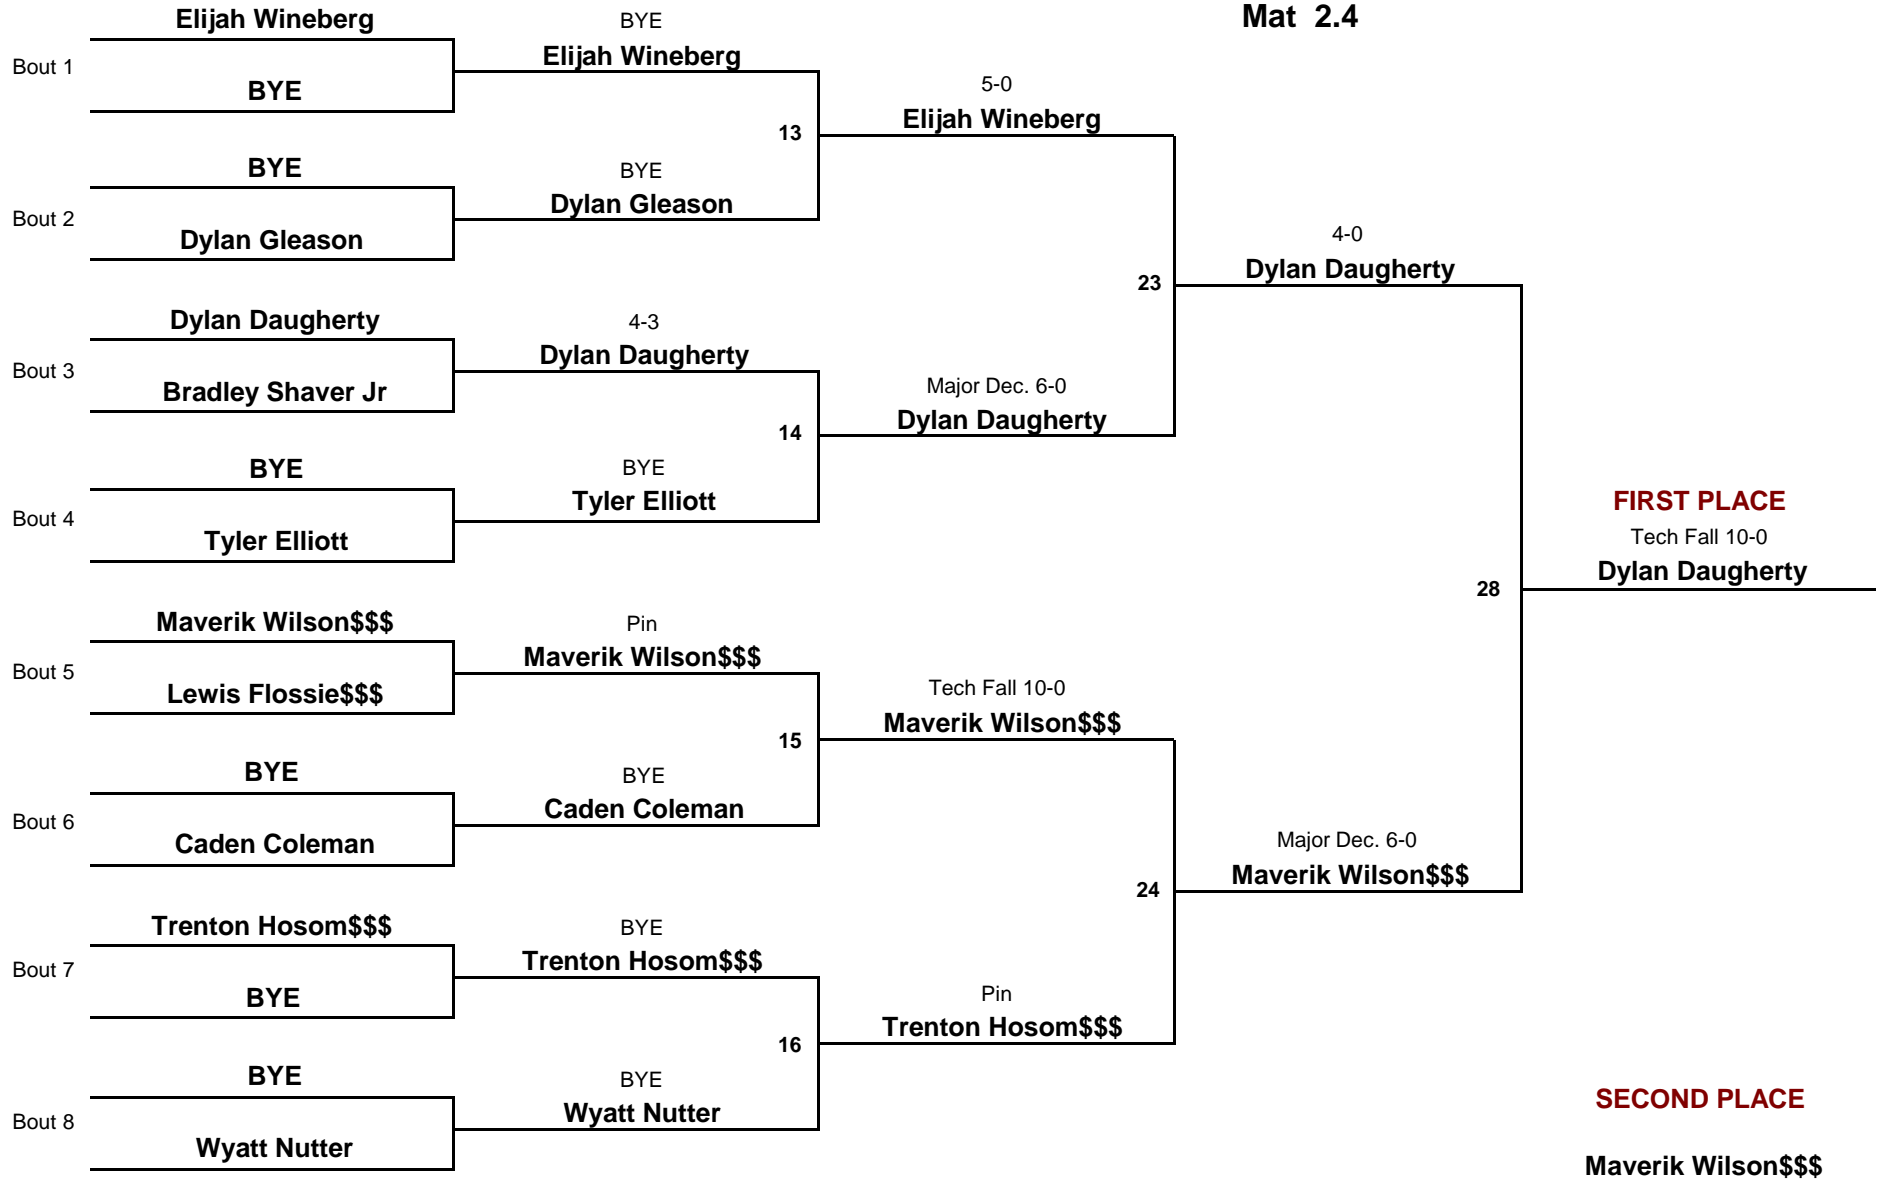 Mat  2.4
Elijah Wineberg
Bout 1
BYE
BYE
Bout 2
Dylan Gleason
Dylan Daugherty
Bout 3
Bradley Shaver Jr
BYE
Bout 4
Tyler Elliott
Maverik Wilson$$$
Bout 5
Lewis Flossie$$$
BYE
Bout 6
Caden Coleman
Trenton Hosom$$$
Bout 7
BYE
BYE
Bout 8
Wyatt Nutter
BYE
Elijah Wineberg
13
BYE
Dylan Gleason
4-3
Dylan Daugherty
14
BYE
Tyler Elliott
Pin
Maverik Wilson$$$
15
BYE
Caden Coleman
BYE
Trenton Hosom$$$
16
BYE
Wyatt Nutter
5-0
Elijah Wineberg
23
Major Dec. 6-0
Dylan Daugherty
Tech Fall 10-0
Maverik Wilson$$$
24
Pin
Trenton Hosom$$$
4-0
Dylan Daugherty
28
Major Dec. 6-0
Maverik Wilson$$$
FIRST PLACE
Tech Fall 10-0
Dylan Daugherty
SECOND PLACE
Maverik Wilson$$$